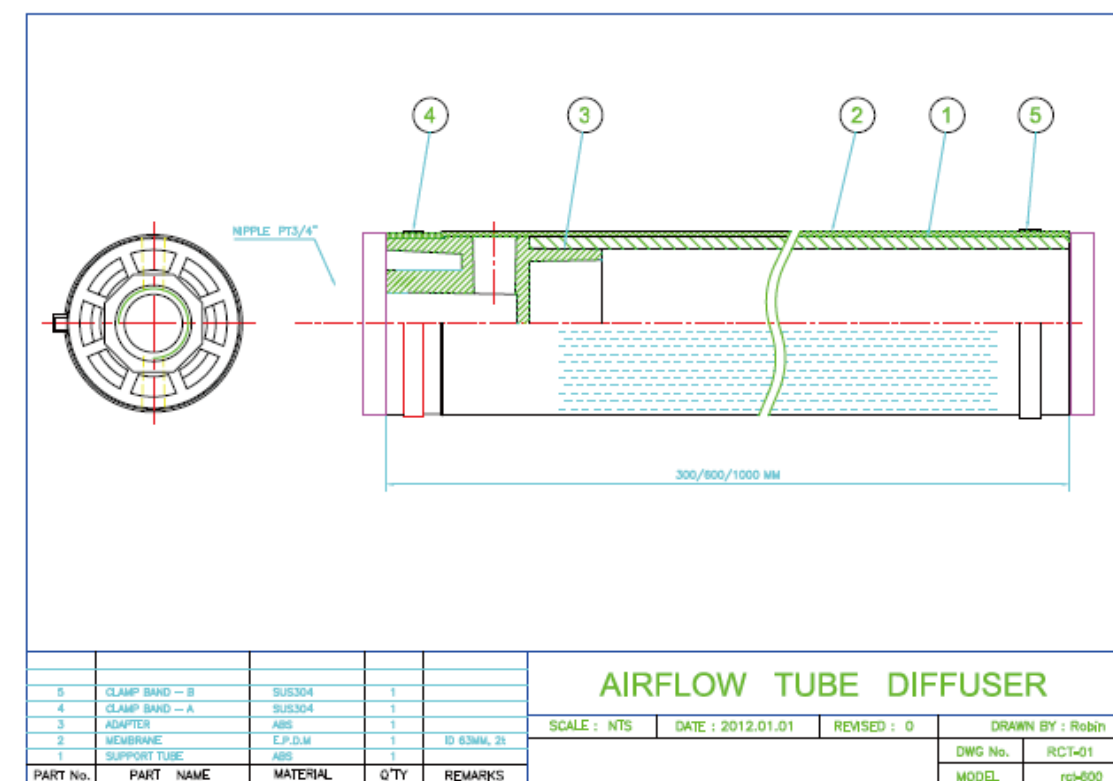 4 3 2 1 5
NIPPLE PT3/4"
300/600/1000 MM
5 CLAMP BAND — B SUS304 1
4 CLAMP BAND — A SUS304 1
3 ADAPTER ABS 1
2 MEMBRANE E.P.D.M 1 ID 63MM, 2t
1 SUPPORT TUBE ABS 1
PART No. PART NAME MATERIAL Q'TY REMARKS
AIRFLOW TUBE DIFFUSER
SCALE : NTS DATE : 2012.01.01 REVISED : 0 DRAWN BY : Robin
DWG No. RCT-01
MODEL rct-600